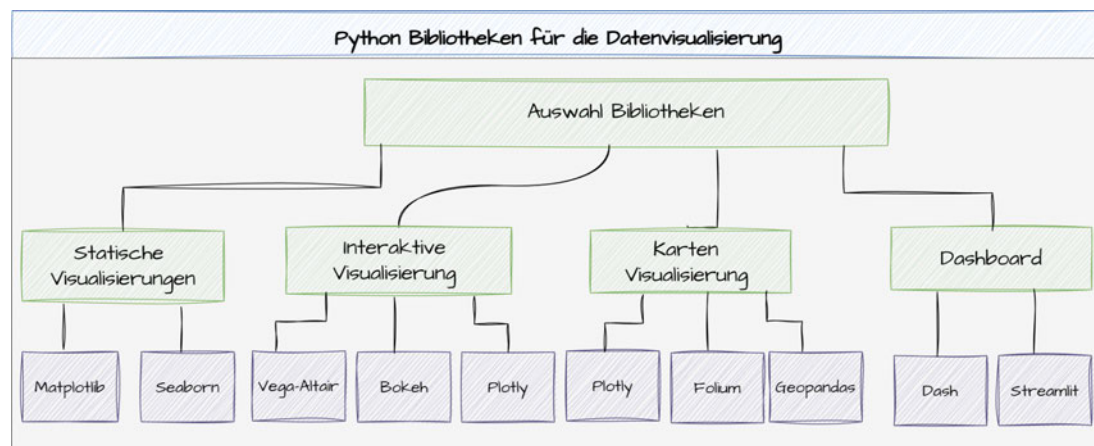 Python Bibliotheken für die Datenvisualisierung
Auswahl Bibliotheken
Statische
Visualisierungen
Interaktive
Visualisierung
Karten
Visualisierung
Dashboard
Matplotlib
Seaborn
Vega-Altair
Bokeh
Plotly
Plotly
Folium
Geopandas
Dash
Streamlit